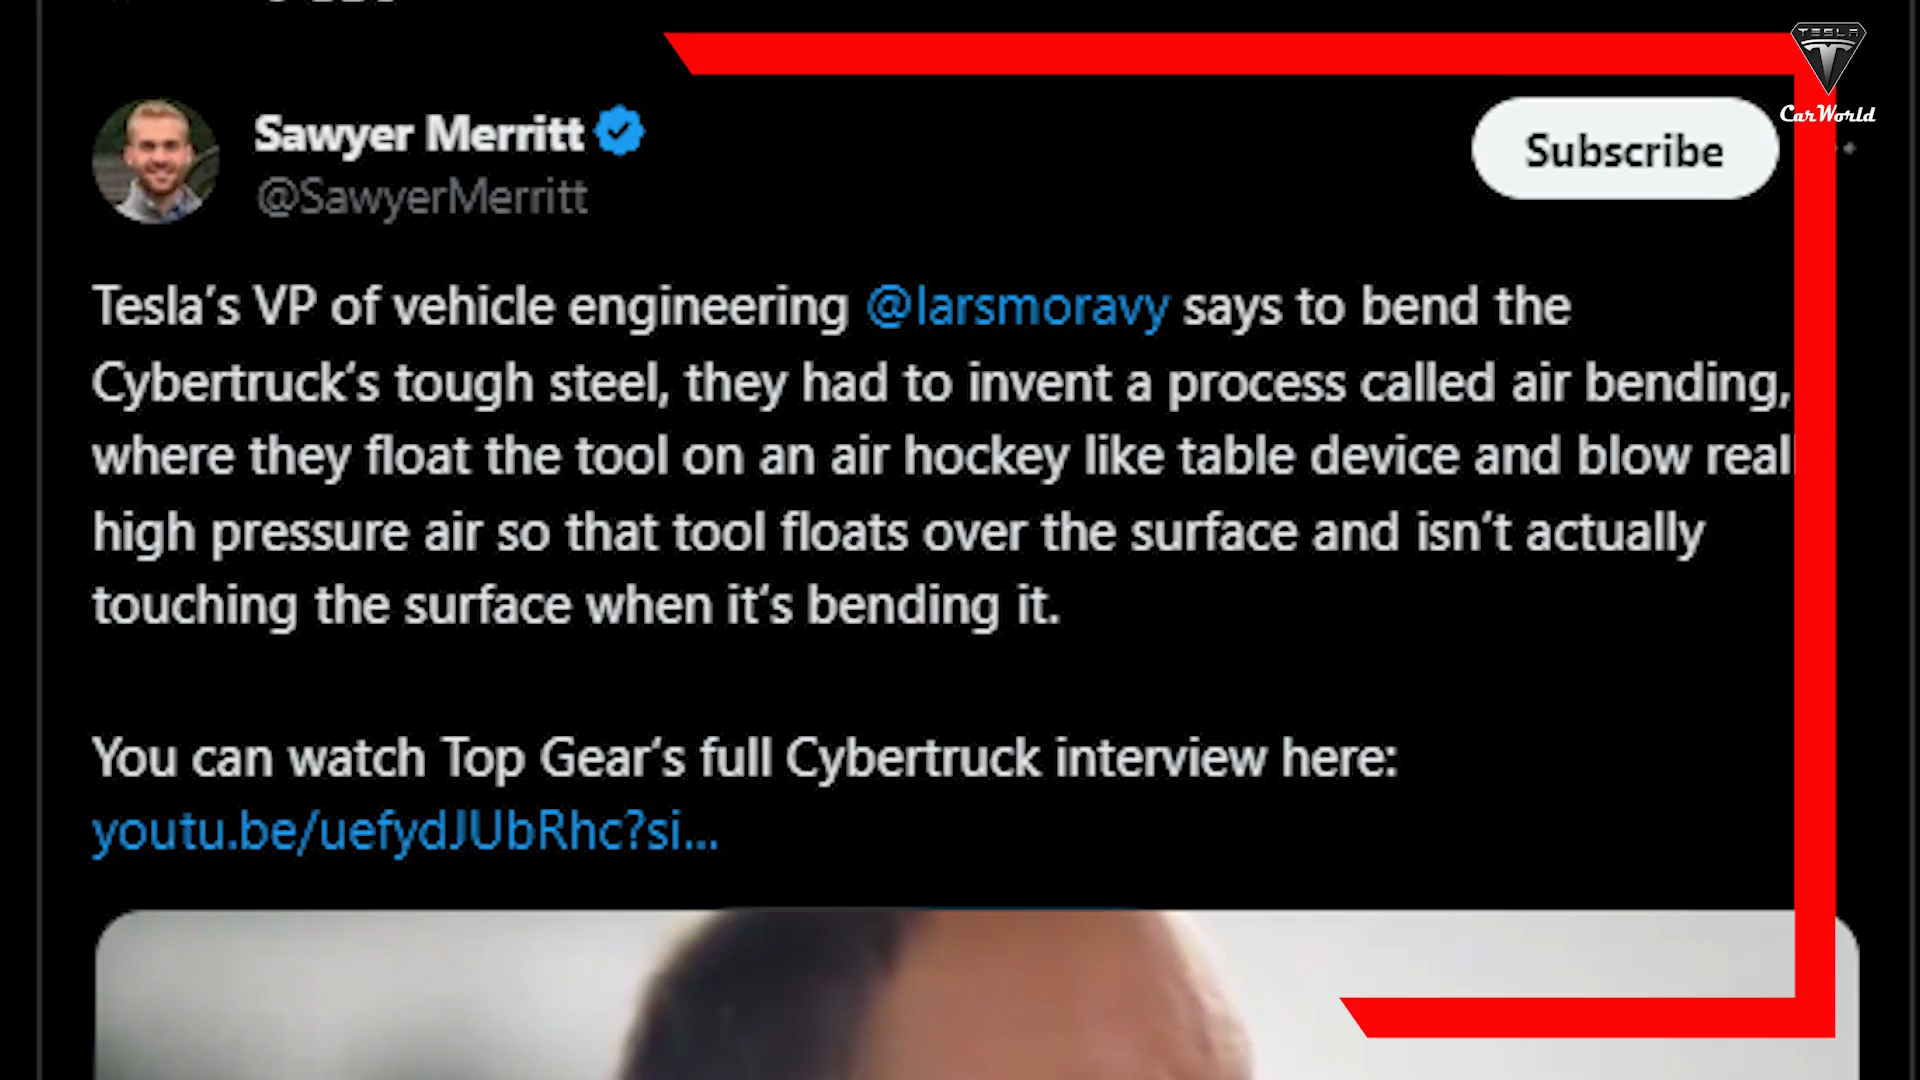 TESLA
CarWorld
Sawyer Merritt
@SawyerMerritt
Subscribe
Tesla's VP of vehicle engineering @larsmoravy says to bend the
Cybertruck's tough steel, they had to invent a process called air bending,
where they float the tool on an air hockey like table device and blow real
high pressure air so that tool floats over the surface and isn't actually
touching the surface when it's bending it.
You can watch Top Gear's full Cybertruck interview here:
youtu.be/uefydJUbRhc?si...